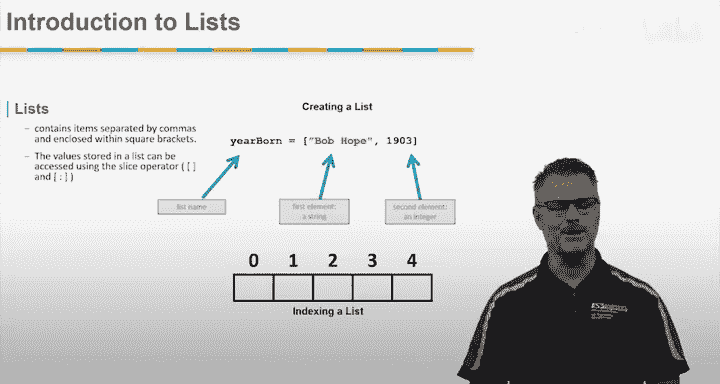 Introduction to Lists
Lists
– contains items separated by commas
and enclosed within square brackets.
– The values stored in a list can be
accessed using the slice operator ([]
and [:])
Creating a List
yearBorn = ["Bob Hope", 1903]
list name
first element:
a string
second element:
an integer
0 1 2 3 4
Indexing a List